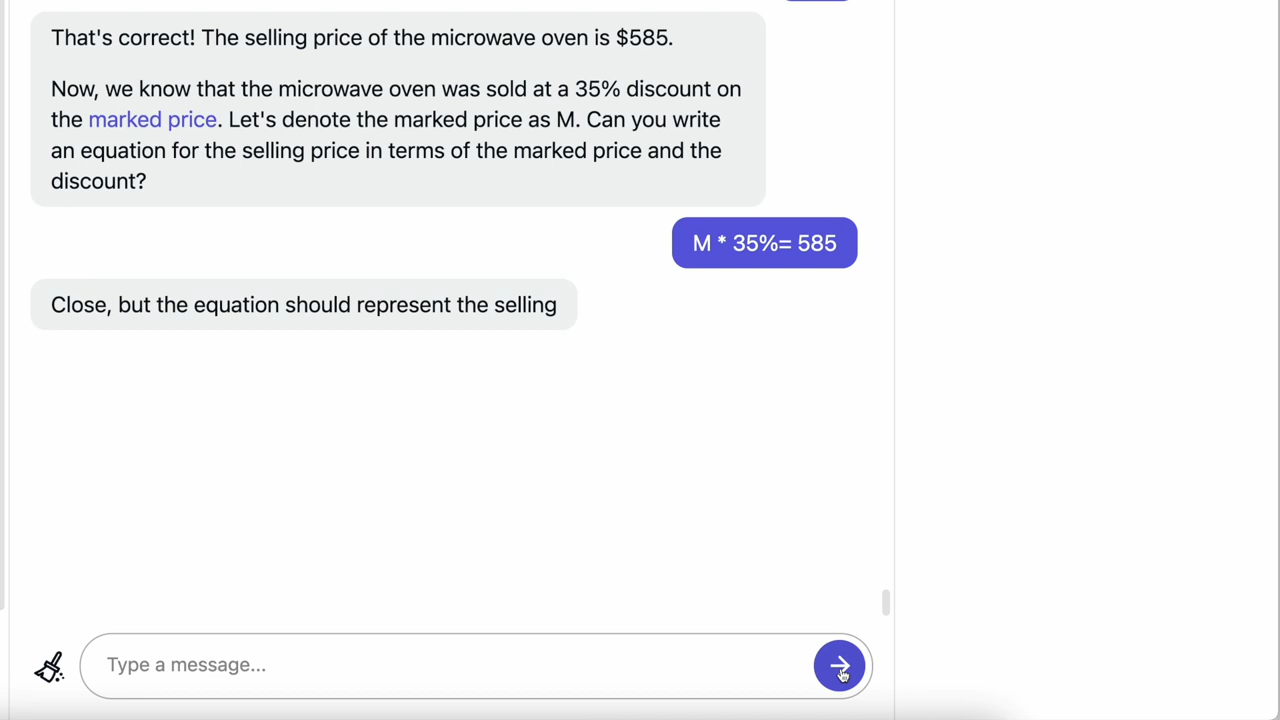 That's correct! The selling price of the microwave oven is $585.
Now, we know that the microwave oven was sold at a 35% discount on
the marked price. Let's denote the marked price as M. Can you write
an equation for the selling price in terms of the marked price and the
discount?
M * 35%= 585
Close, but the equation should represent the selling
Type a message...